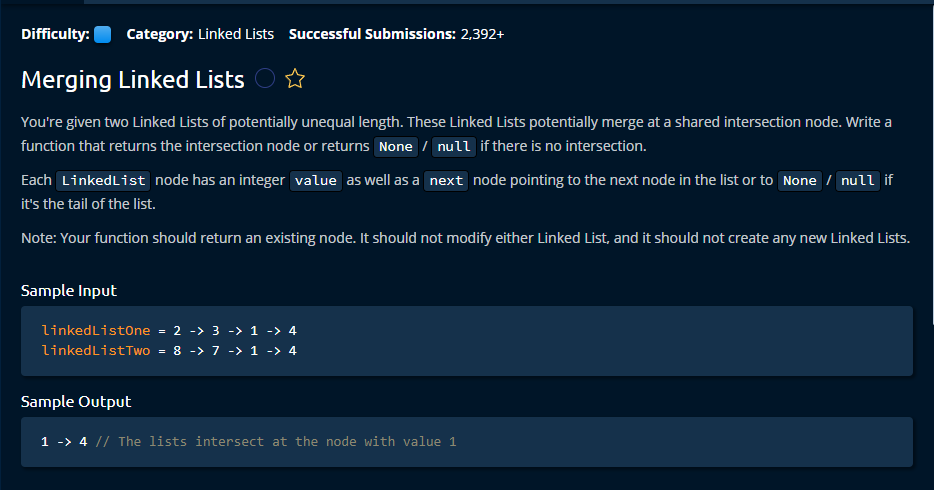 Difficulty: Category: Linked Lists Successful Submissions: 2,392+
Merging Linked Lists
You're given two Linked Lists of potentially unequal length. These Linked Lists potentially merge at a shared intersection node. Write a
function that returns the intersection node or returns None / null if there is no intersection.
Each LinkedList node has an integer value as well as a next node pointing to the next node in the list or to None / null if
it's the tail of the list.
Note: Your function should return an existing node. It should not modify either Linked List, and it should not create any new Linked Lists.
Sample Input
linkedListOne = 2 -> 3 -> 1 -> 4
linkedListTwo = 8 -> 7 -> 1 -> 4
Sample Output
1 -> 4 // The lists intersect at the node with value 1